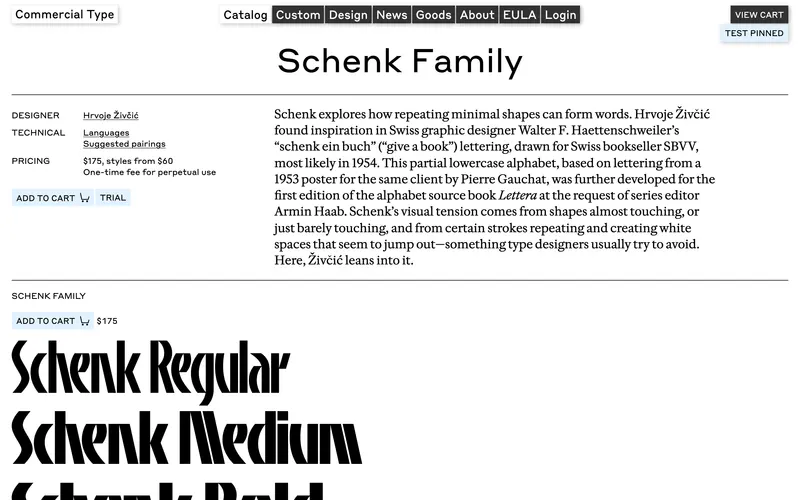 Commercial Type
Catalog Custom Design News Goods About EULA Login
VIEW CART
TEST PINNED
Schenk Family
DESIGNER Hrvoje Živčić
TECHNICAL Languages
Suggested pairings
PRICING $175, styles from $60
One-time fee for perpetual use
ADD TO CART TRIAL
Schenk explores how repeating minimal shapes can form words. Hrvoje Živčić
found inspiration in Swiss graphic designer Walter F. Haettenschweiler’s
“schenk ein buch” (“give a book”) lettering, drawn for Swiss bookseller SBVV,
most likely in 1954. This partial lowercase alphabet, based on lettering from a
1953 poster for the same client by Pierre Gauchat, was further developed for the
first edition of the alphabet source book Lettera at the request of series editor
Armin Haab. Schenk’s visual tension comes from shapes almost touching, or
just barely touching, and from certain strokes repeating and creating white
spaces that seem to jump out—something type designers usually try to avoid.
Here, Živčić leans into it.
SCHENK FAMILY
ADD TO CART $175
Schenk Regular
Schenk Medium
Schenk Bold